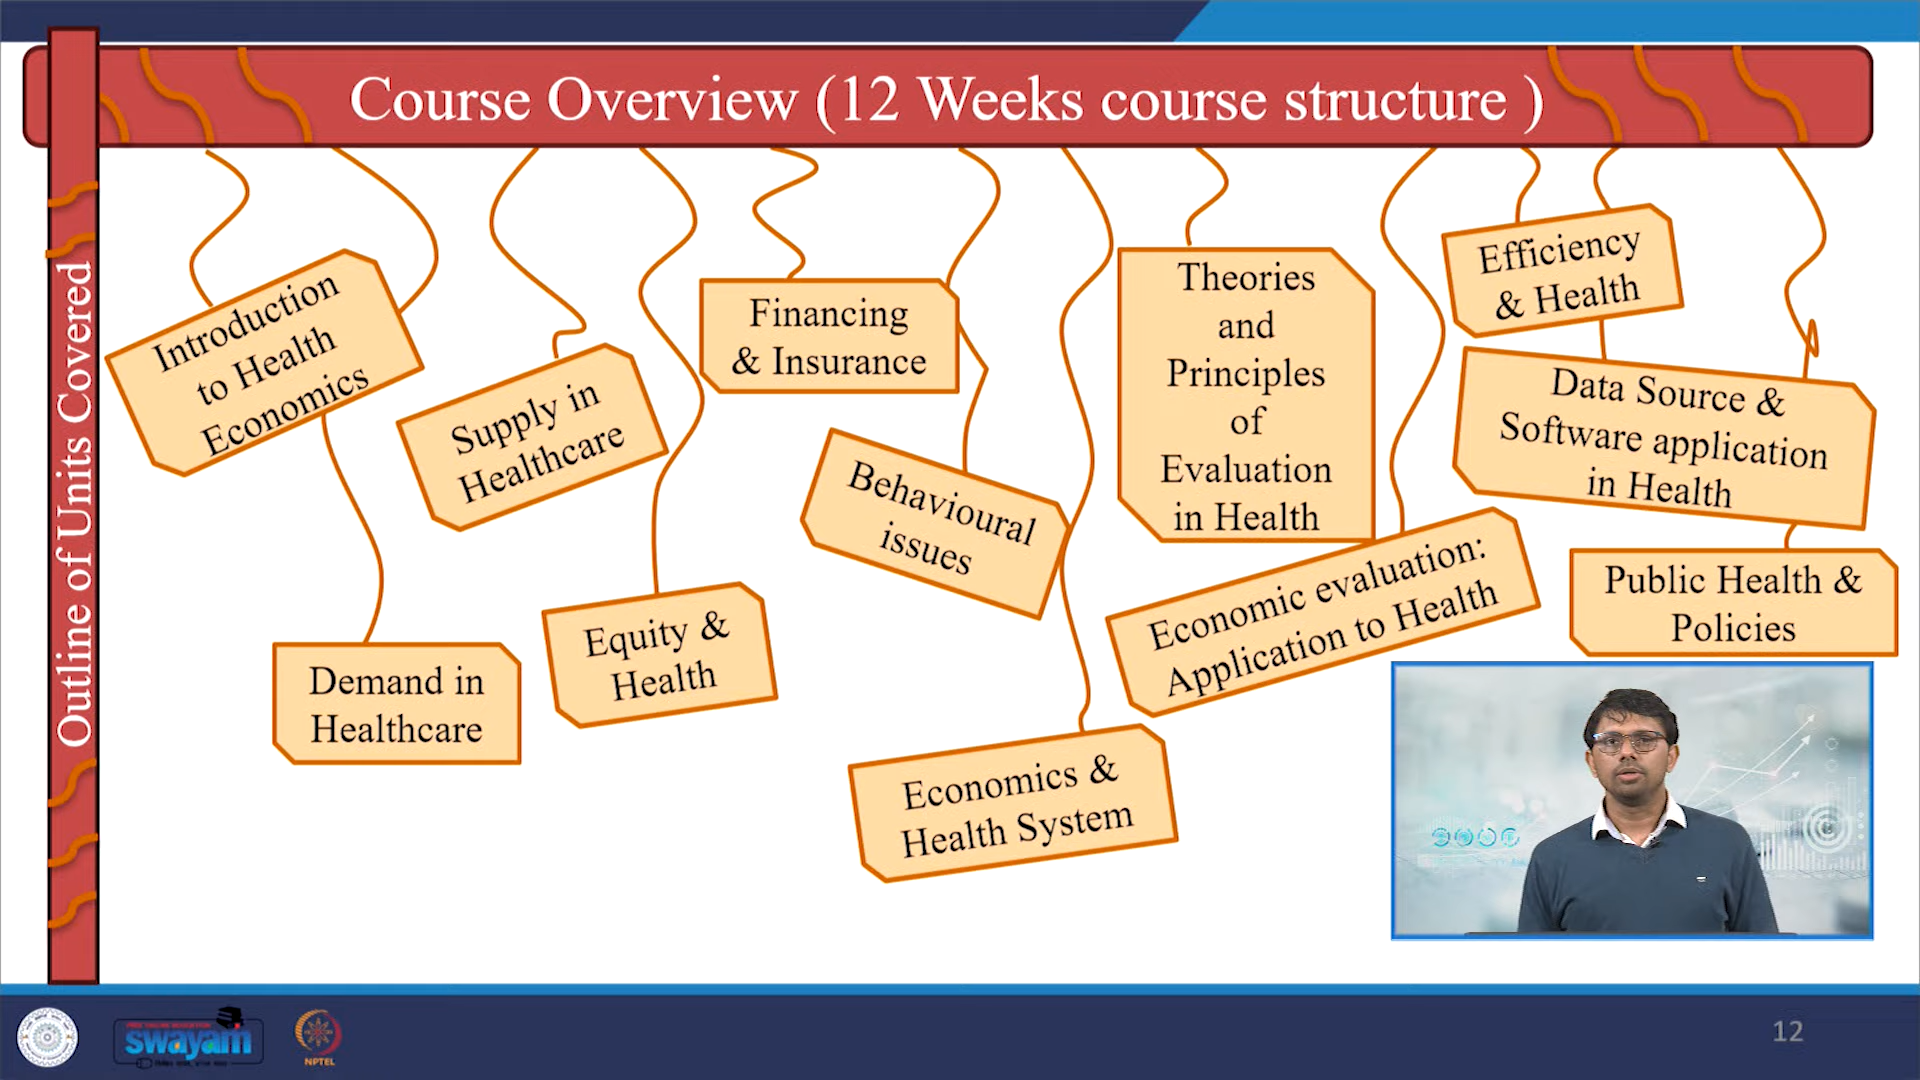 Course Overview (12 Weeks course structure )
Outline of Units Covered
Introduction
to Health
Economics
Demand in
Healthcare
Supply in
Healthcare
Equity &
Health
Financing
& Insurance
Behavioural
issues
Economics &
Health System
Theories
and
Principles
of
Evaluation
in Health
Economic evaluation:
Application to Health
Efficiency
& Health
Data Source &
Software application
in Health
Public Health &
Policies
swayam
NPTEL
12